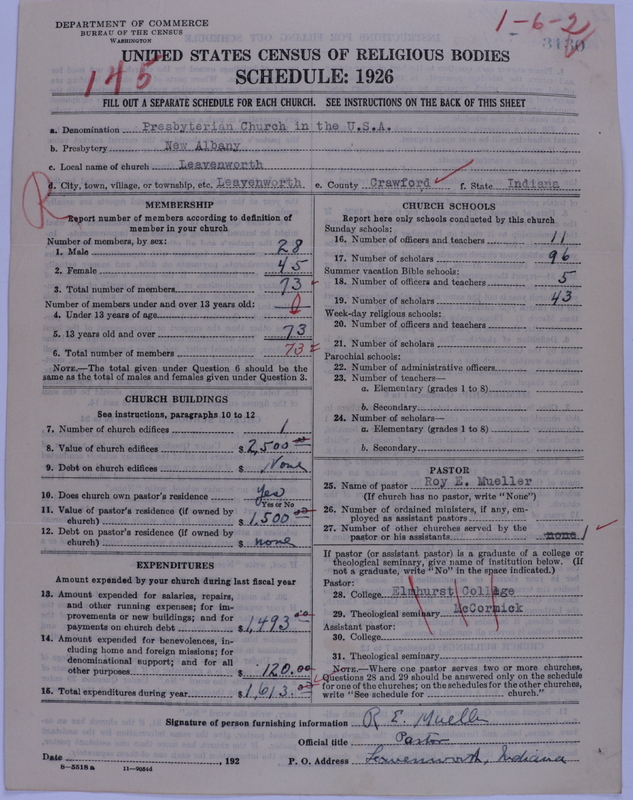 DEPARTMENT OF COMMERCE
BUREAU OF THE CENSUS
WASHINGTON
1-6-2
3130
145
UNITED STATES CENSUS OF RELIGIOUS BODIES
SCHEDULE: 1926
FILL OUT A SEPARATE SCHEDULE FOR EACH CHURCH. SEE INSTRUCTIONS ON THE BACK OF THIS SHEET
a. Denomination Presbyterian Church in the U.S.A.
b. Presbytery New Albany
c. Local name of church Leavenworth
d. City, town, village, or township, etc. Leavenworth e. County Crawford f. State Indiana
R
MEMBERSHIP
Report number of members according to definition of
member in your church
Number of members, by sex:
1. Male 28
2. Female 45
3. Total number of members 73
Number of members under and over 13 years old:
4. Under 13 years of age 0
5. 13 years old and over 73
6. Total number of members 73
NOTE.—The total given under Question 6 should be
same as the total of males and females given under Question 3.
CHURCH BUILDINGS
See instructions, paragraphs 10 to 12
7. Number of church edifices 1
8. Value of church edifices $ 2,500
9. Debt on church edifices $ None
10. Does church own pastor's residence Yes
Yes or No
11. Value of pastor's residence (if owned by
church) $ 1,500
12. Debt on pastor's residence (if owned by
church) $ none
EXPENDITURES
Amount expended by your church during last fiscal year
13. Amount expended for salaries, repairs,
and other running expenses; for im-
provements or new buildings; and for
payments on church debt $ 1,493.00
14. Amount expended for benevolences, in-
cluding home and foreign missions; for
denominational support; and for all
other purposes $ 120.00
15. Total expenditures during year $ 1,613.00
CHURCH SCHOOLS
Report here only schools conducted by this church
Sunday schools:
16. Number of officers and teachers 11
17. Number of scholars 96
Summer vacation Bible schools:
18. Number of officers and teachers 5
19. Number of scholars 43
Week-day religious schools:
20. Number of officers and teachers
21. Number of scholars
Parochial schools:
22. Number of administrative officers
23. Number of teachers—
a. Elementary (grades 1 to 8)
b. Secondary
24. Number of scholars—
a. Elementary (grades 1 to 8)
b. Secondary
PASTOR
25. Name of pastor Roy E. Mueller
(If church has no pastor, write "None")
26. Number of ordained ministers, if any, em-
ployed as assistant pastors
27. Number of other churches served by the
pastor or his assistants none 1
If pastor (or assistant pastor) is a graduate of a college or
theological seminary, give name of institution below. (If
not a graduate, write "No" in the space indicated.)
Pastor:
28. College Elmhurst College
29. Theological seminary McCormick
Assistant pastor:
30. College
31. Theological seminary
NOTE.—Where one pastor serves two or more churches,
Questions 28 and 29 should be answered only on the schedule
for one of the churches; on the schedules for the other churches,
write "See schedule for church."
Signature of person furnishing information R. E. Mueller
Official title Pastor
Date , 192 P. O. Address Leavenworth, Indiana
8-5518 a 11-9054d